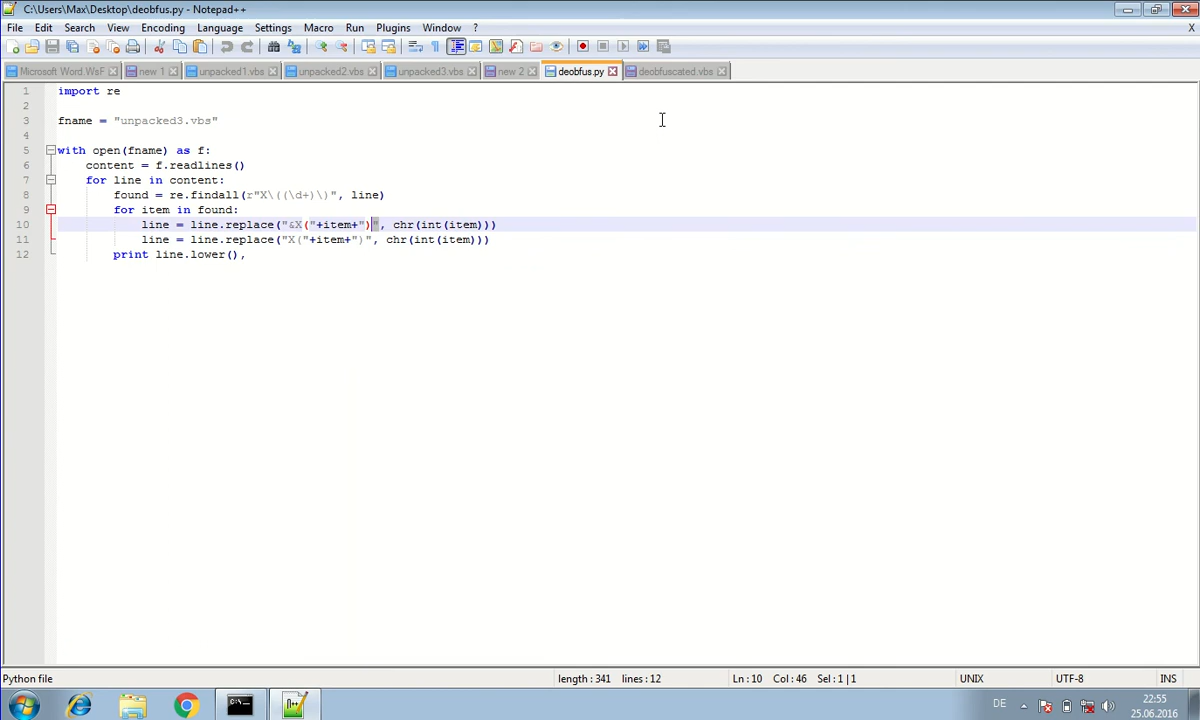 C:\Users\Max\Desktop\deobfus.py - Notepad++
File Edit Search View Encoding Language Settings Macro Run Plugins Window ? X
Microsoft Word.WsF new 1 unpacked1.vbs unpacked2.vbs unpacked3.vbs new 2 deobfus.py deobfuscated.vbs
1 import re
2
3 fname = "unpacked3.vbs"
4
5 with open(fname) as f:
6 content = f.readlines()
7 for line in content:
8 found = re.findall(r"X\((\d+)\)", line)
9 for item in found:
10 line = line.replace("&X("+item+")", chr(int(item)))
11 line = line.replace("X("+item+")", chr(int(item)))
12 print line.lower(),
Python file length : 341 lines : 12 Ln : 10 Col : 46 Sel : 1 | 1 UNIX UTF-8 INS
DE 22:55
25.06.2016